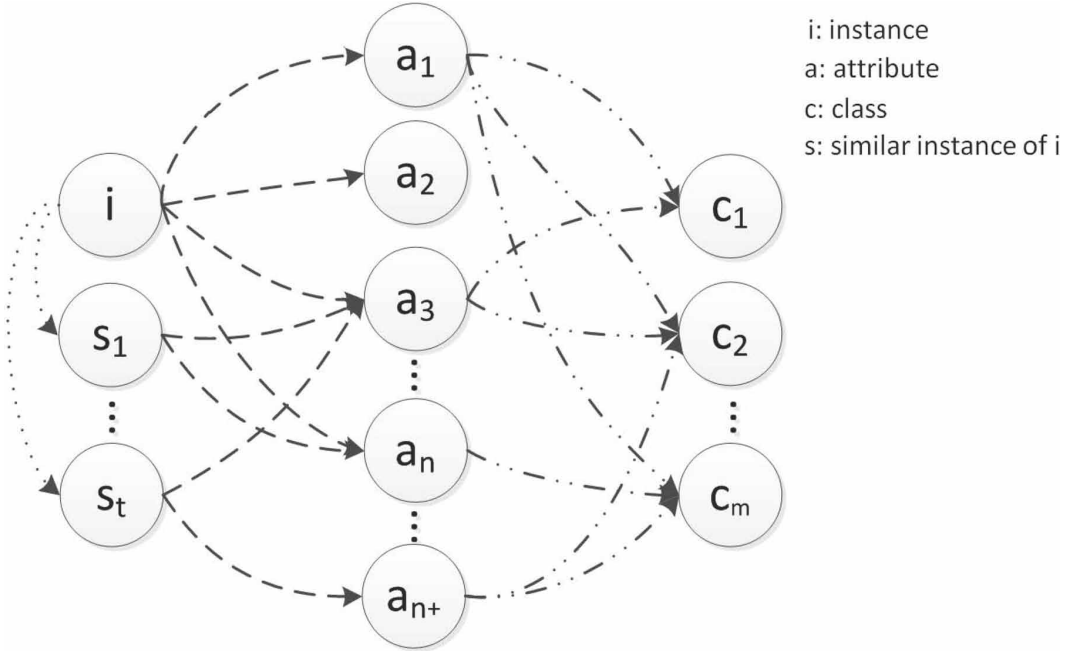 a1
i: instance
a: attribute
c: class
s: similar instance of i
a2
i
c1
a3
s1
c2
an
st
cm
an+